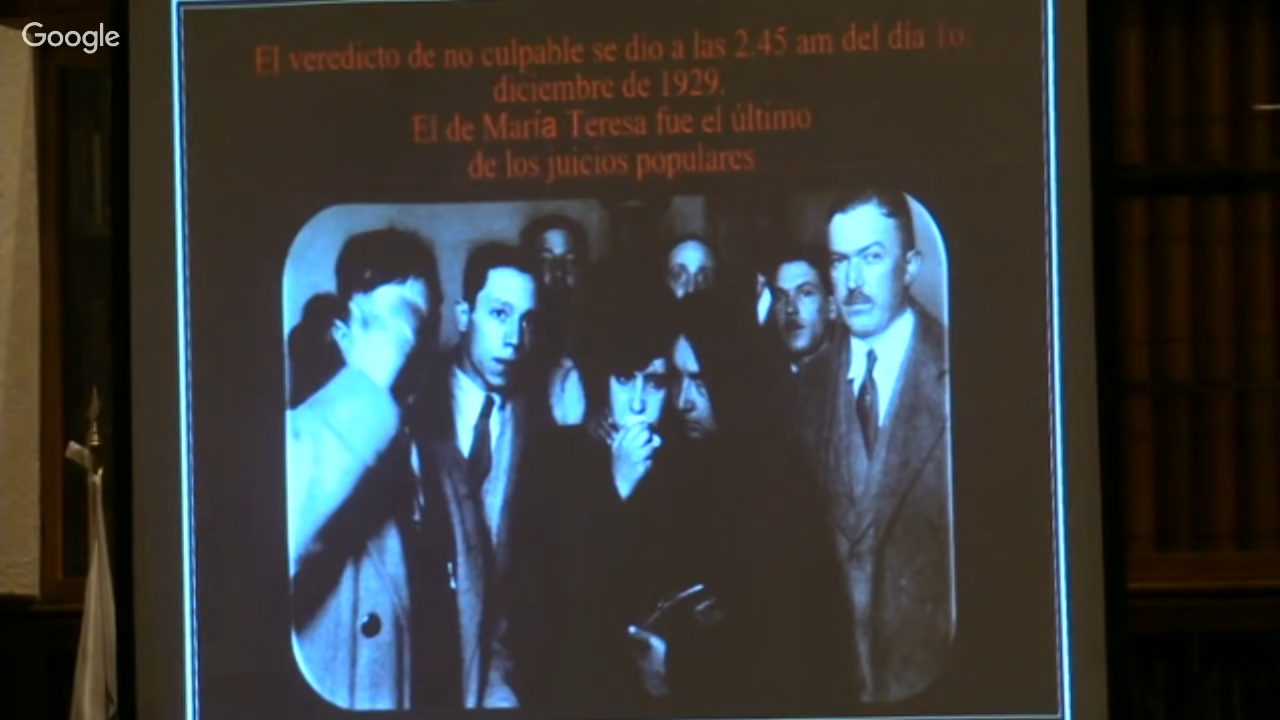 Google
El veredicto de no culpable se dio a las 2.45 am del día 1o.
diciembre de 1929.
El de María Teresa fue el último
de los juicios populares